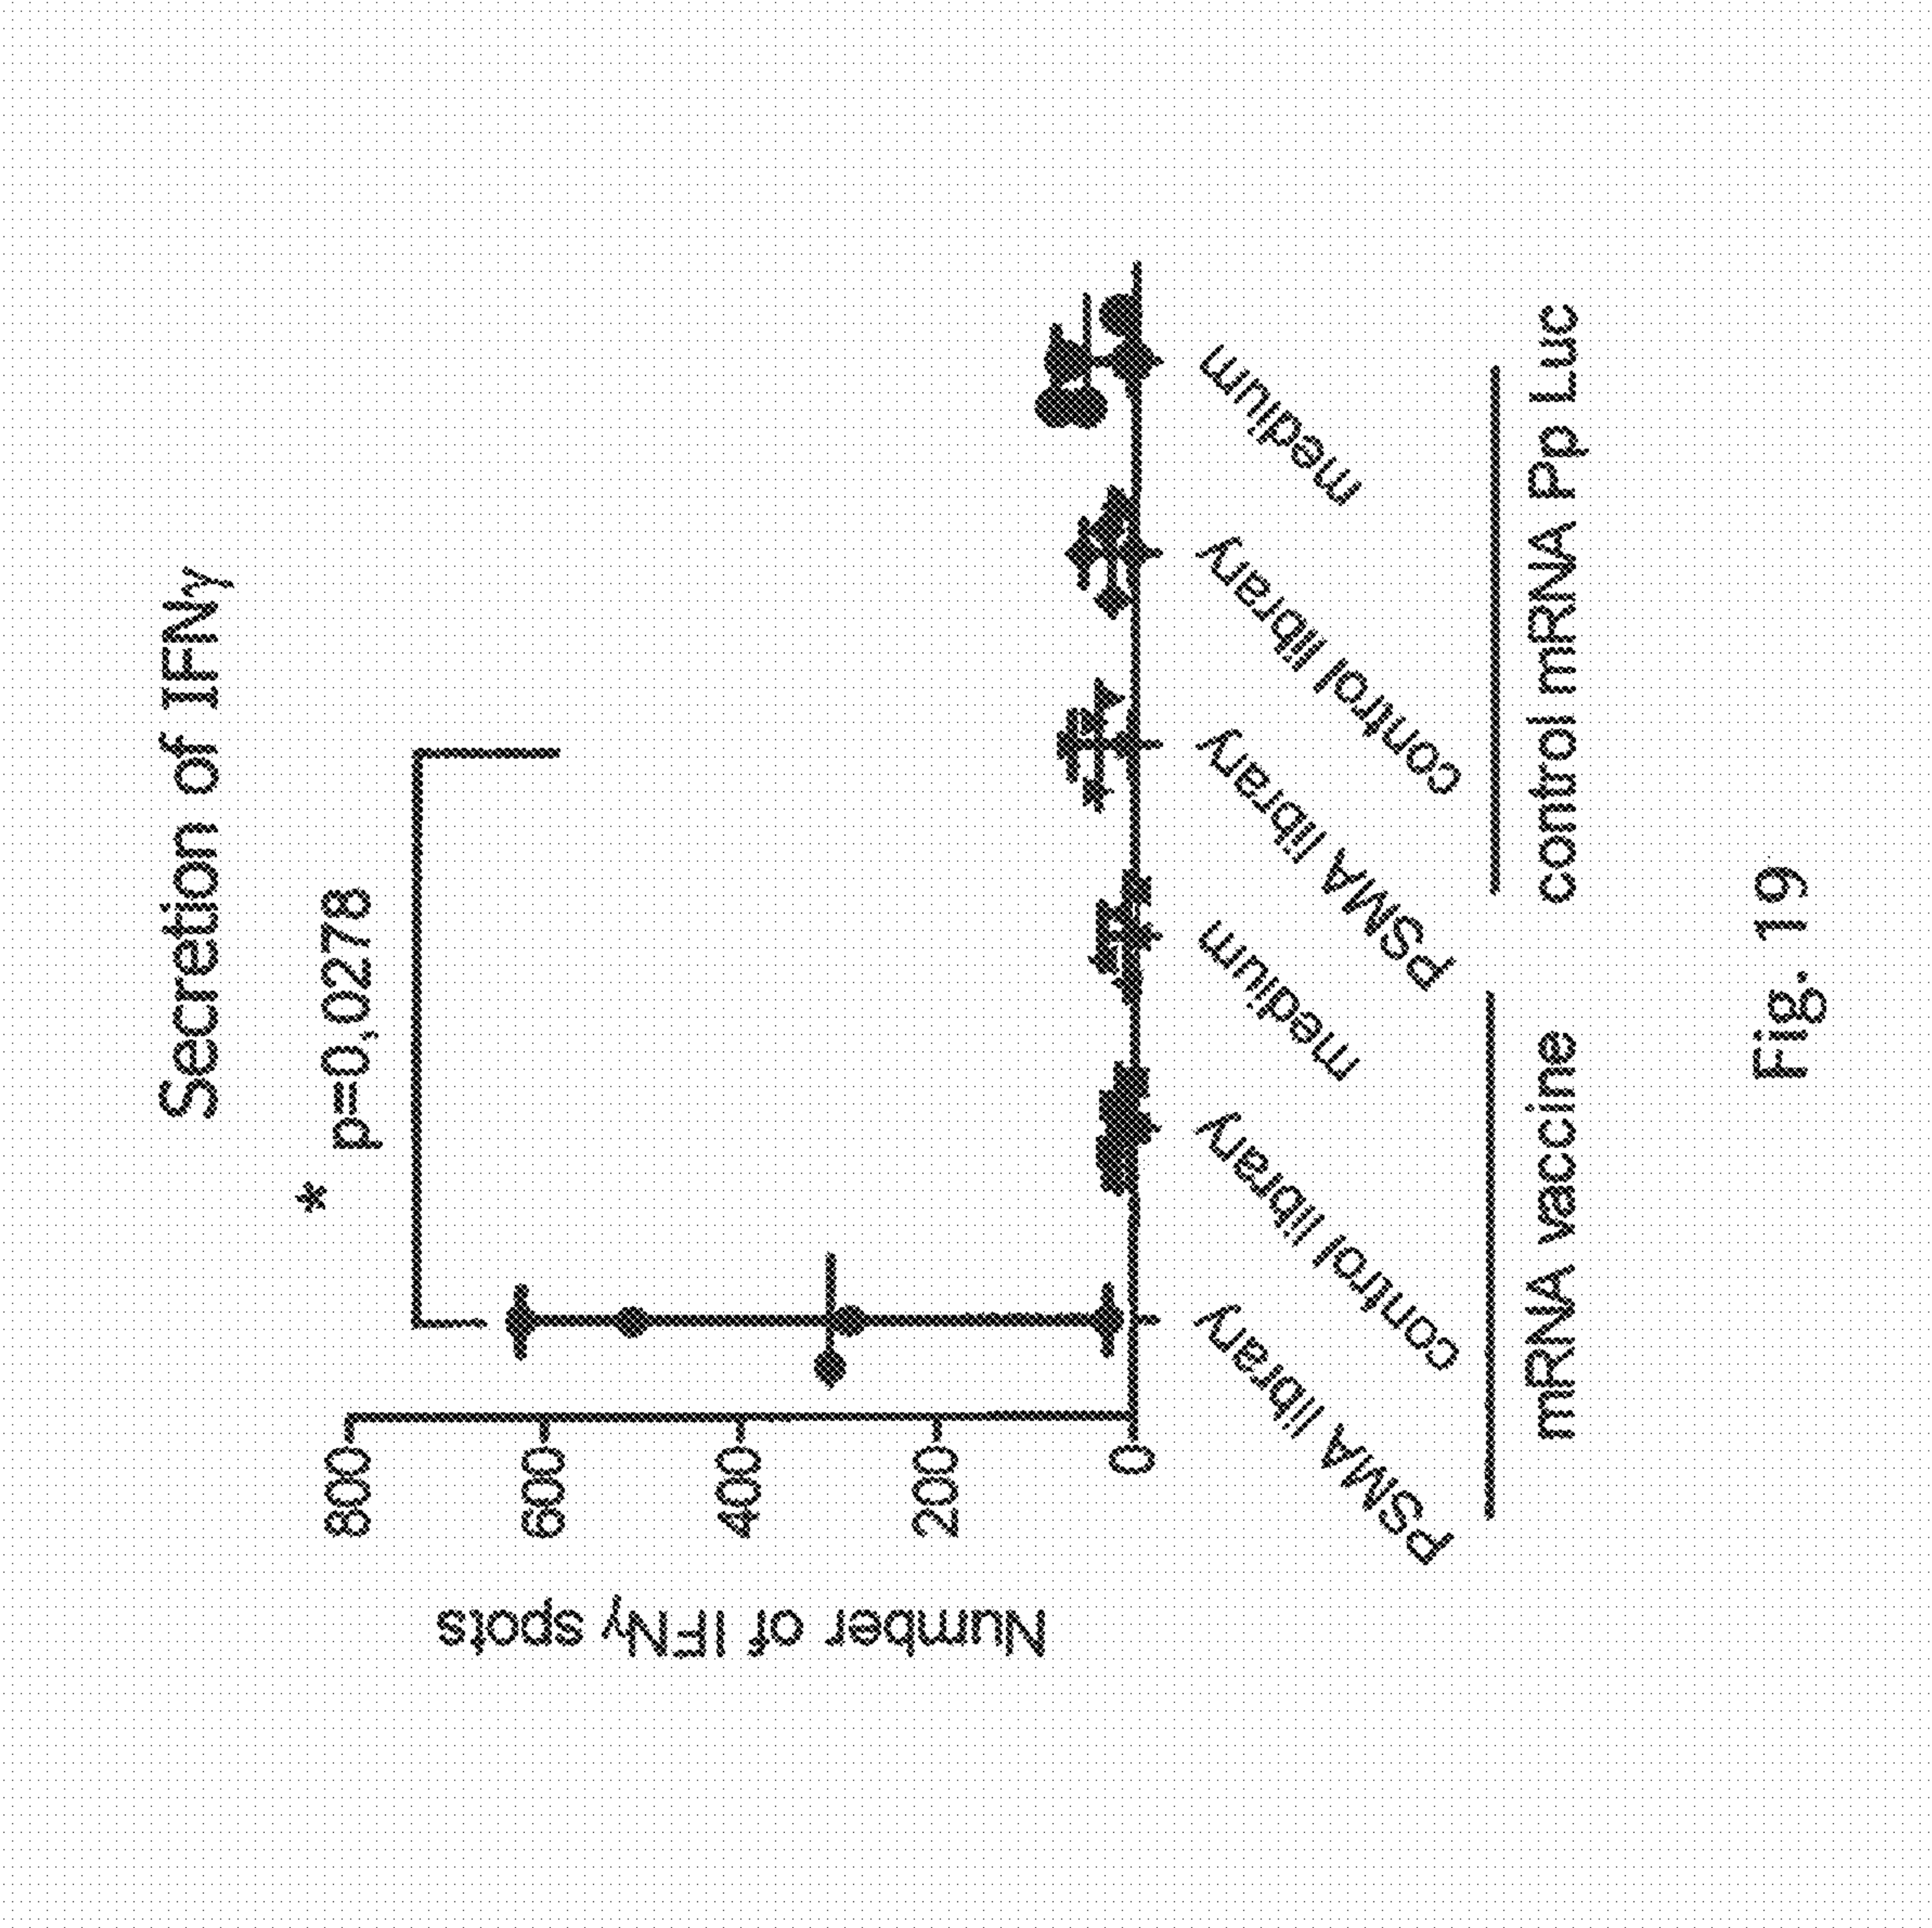 Secretion of IFNγ
* p=0,0278
Number of IFNγ spots
800
600
400
200
0
PSMA library
control library
medium
PSMA library
control library
medium
mRNA vaccine
control mRNA Pp Luc
Fig. 19